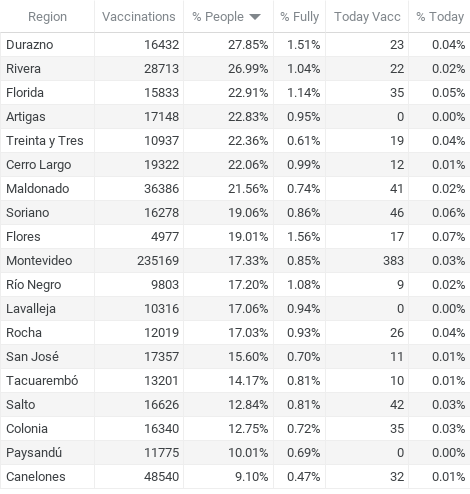 Region Vaccinations % People % Fully Today Vacc % Today
Durazno 16432 27.85% 1.51% 23 0.04%
Rivera 28713 26.99% 1.04% 22 0.02%
Florida 15833 22.91% 1.14% 35 0.05%
Artigas 17148 22.83% 0.95% 0 0.00%
Treinta y Tres 10937 22.36% 0.61% 19 0.04%
Cerro Largo 19322 22.06% 0.99% 12 0.01%
Maldonado 36386 21.56% 0.74% 41 0.02%
Soriano 16278 19.06% 0.86% 46 0.06%
Flores 4977 19.01% 1.56% 17 0.07%
Montevideo 235169 17.33% 0.85% 383 0.03%
Río Negro 9803 17.20% 1.08% 9 0.02%
Lavalleja 10316 17.06% 0.94% 0 0.00%
Rocha 12019 17.03% 0.93% 26 0.04%
San José 17357 15.60% 0.70% 11 0.01%
Tacuarembó 13201 14.17% 0.81% 10 0.01%
Salto 16626 12.84% 0.81% 42 0.03%
Colonia 16340 12.75% 0.72% 35 0.03%
Paysandú 11775 10.01% 0.69% 0 0.00%
Canelones 48540 9.10% 0.47% 32 0.01%